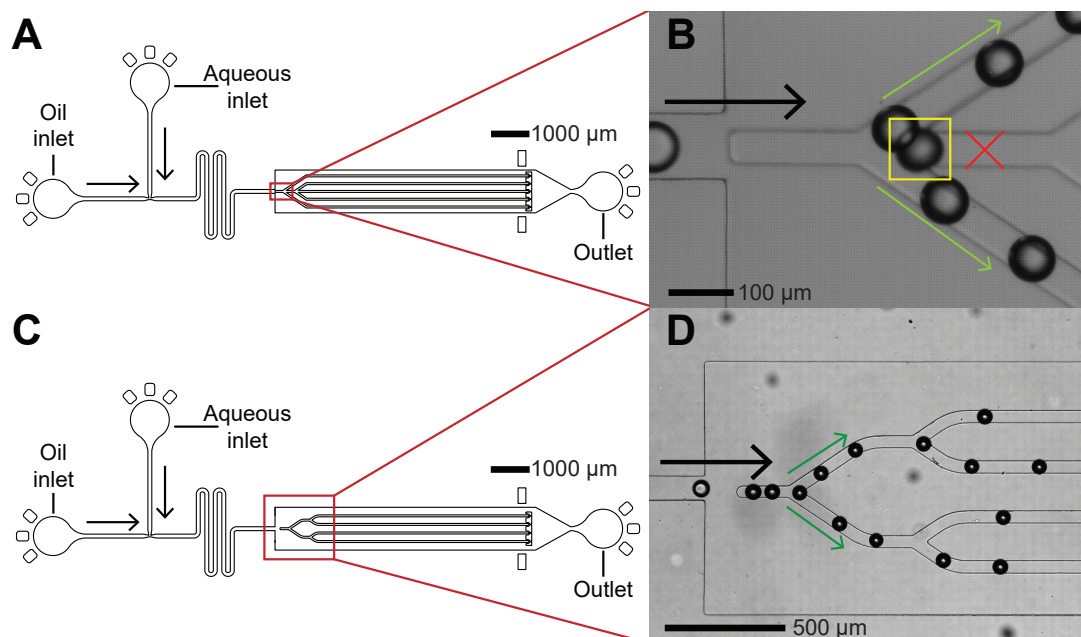 A
Oil
inlet
Aqueous
inlet
1000 µm
Outlet
B
100 µm
C
Oil
inlet
Aqueous
inlet
1000 µm
Outlet
D
500 µm